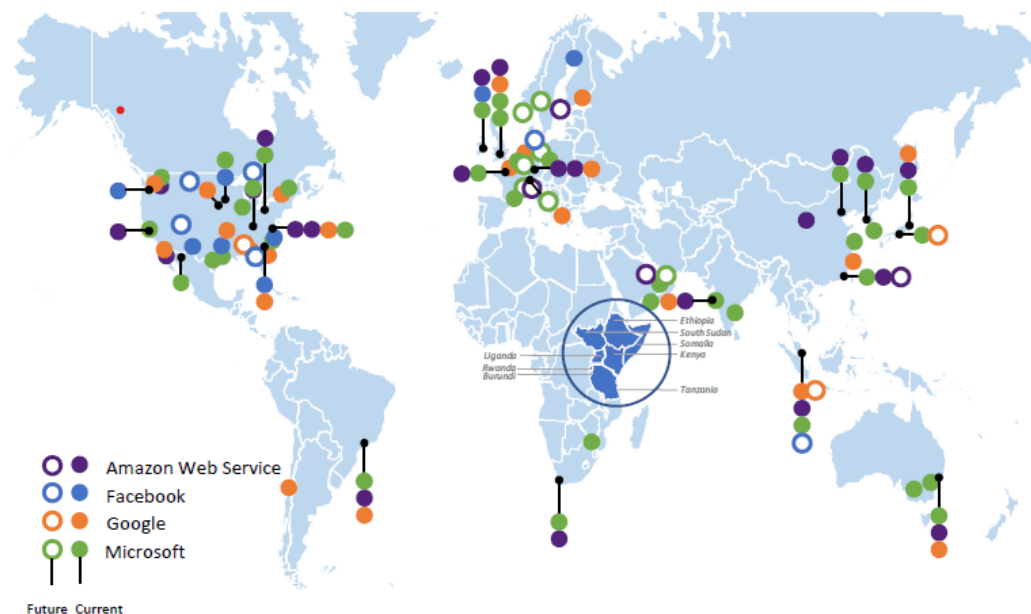 Ethiopia
South Sudan
Somalia
Uganda
Kenya
Rwanda
Burundi
Tanzania
Amazon Web Service
Facebook
Google
Microsoft
Future Current